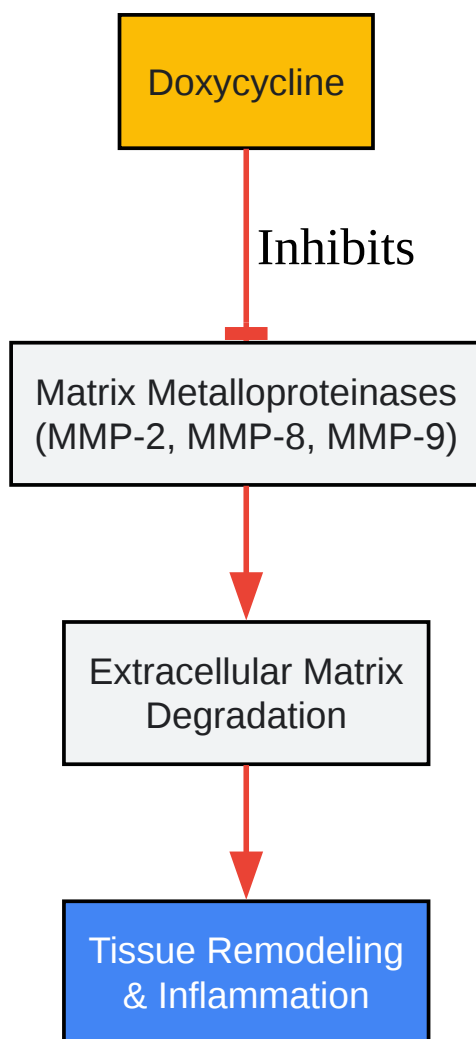 Doxycycline
Inhibits
Matrix Metalloproteinases
(MMP-2, MMP-8, MMP-9)
Extracellular Matrix
Degradation
Tissue Remodeling
& Inflammation